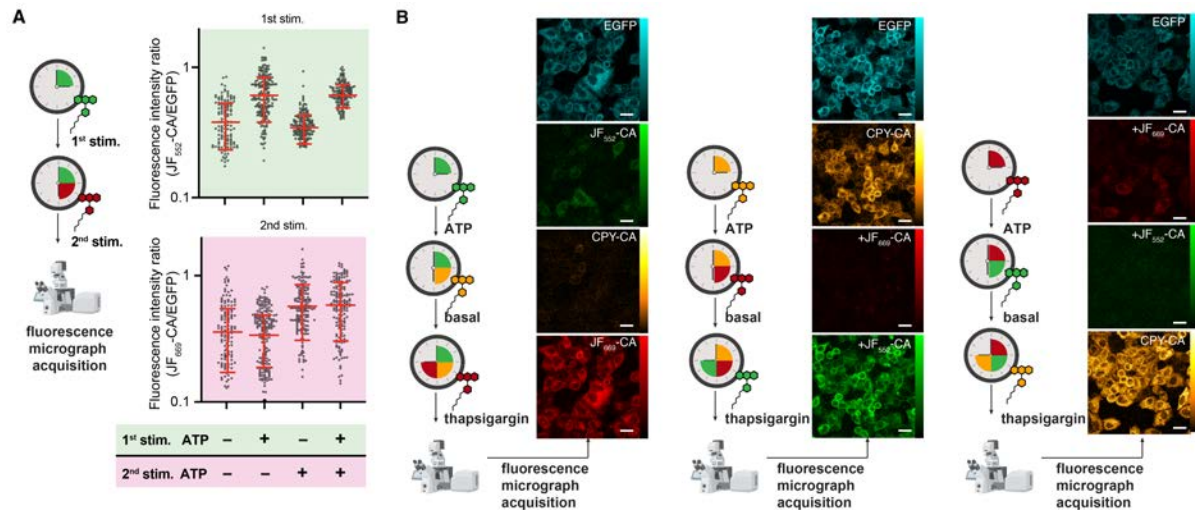 A
1st stim.
2nd stim.
fluorescence
micrograph
acquisition
1st stim.
Fluorescence intensity ratio
(JF552-CA/EGFP)
1
0.1
2nd stim.
Fluorescence intensity ratio
(JF669-CA/EGFP)
1
0.1
1st stim. ATP – + – +
2nd stim. ATP – – + +
B
ATP
basal
thapsigargin
fluorescence
micrograph
acquisition
EGFP
JF552-CA
CPY-CA
JF669-CA
ATP
basal
thapsigargin
fluorescence
micrograph
acquisition
EGFP
CPY-CA
+JF669-CA
+JF552-CA
ATP
basal
thapsigargin
fluorescence
micrograph
acquisition
EGFP
+JF669-CA
+JF552-CA
CPY-CA